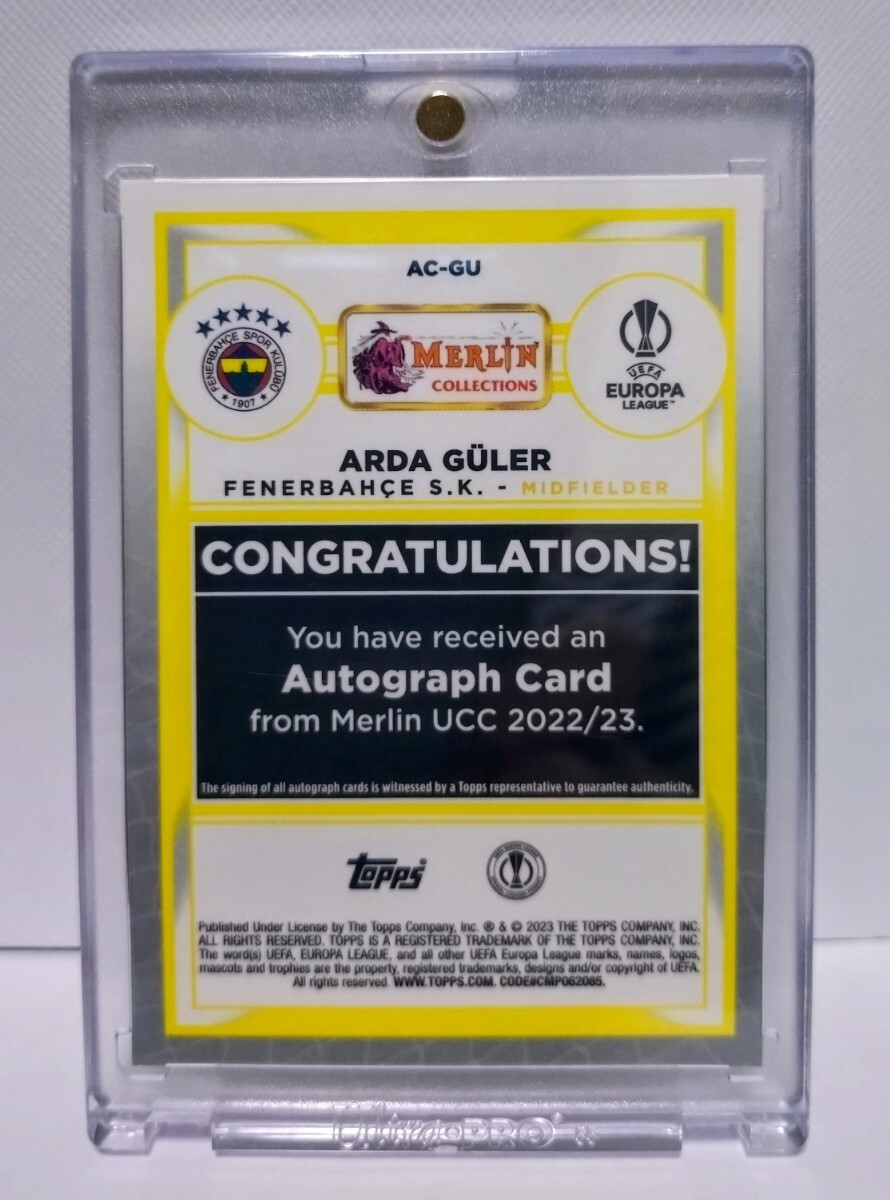 AC-GU
FENERBAHÇE SPOR KULÜBÜ
★ 1907 ★
MERLIN
COLLECTIONS
UEFA
EUROPA
LEAGUE™
ARDA GÜLER
FENERBAHÇE S.K. - MIDFIELDER
CONGRATULATIONS!
You have received an
Autograph Card
from Merlin UCC 2022/23.
The signing of all autograph cards is witnessed by a Topps representative to guarantee authenticity.
topps
Published Under License by The Topps Company, Inc. ® & © 2023 THE TOPPS COMPANY, INC.
ALL RIGHTS RESERVED. TOPPS IS A REGISTERED TRADEMARK OF THE TOPPS COMPANY, INC.
The word(s) UEFA, EUROPA LEAGUE, and all other UEFA Europa League marks, names, logos,
mascots and trophies are the property, registered trademarks, designs and/or copyright of UEFA.
All rights reserved. WWW.TOPPS.COM. CODE#CMP062085.
Ultra•PRO®